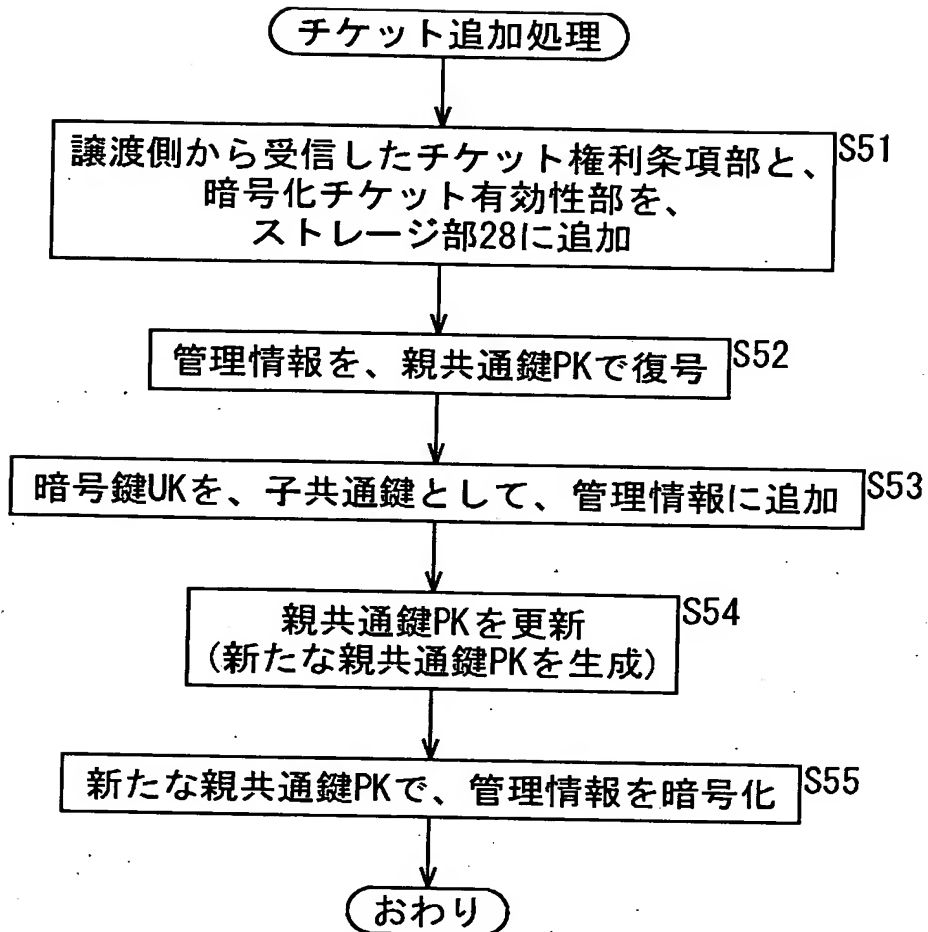 チケット追加処理
譲渡側から受信したチケット権利条項部と、
暗号化チケット有効性部を、
ストレージ部28に追加
S51
管理情報を、親共通鍵PKで復号
S52
暗号鍵UKを、子共通鍵として、管理情報に追加
S53
親共通鍵PKを更新
(新たな親共通鍵PKを生成)
S54
新たな親共通鍵PKで、管理情報を暗号化
S55
おわり